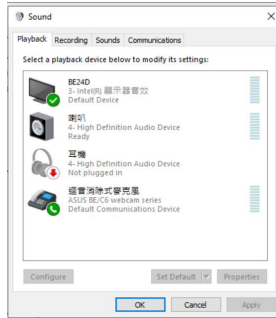 Sound
Playback Recording Sounds Communications
Select a playback device below to modify its settings:
BE24D
3- Intel(R) 顯示器音效
Default Device
喇叭
4- High Definition Audio Device
Ready
耳機
4- High Definition Audio Device
Not plugged in
迴音消除式麥克風
ASUS BE/C6 webcam series
Default Communications Device
Configure Set Default Properties
OK Cancel Apply